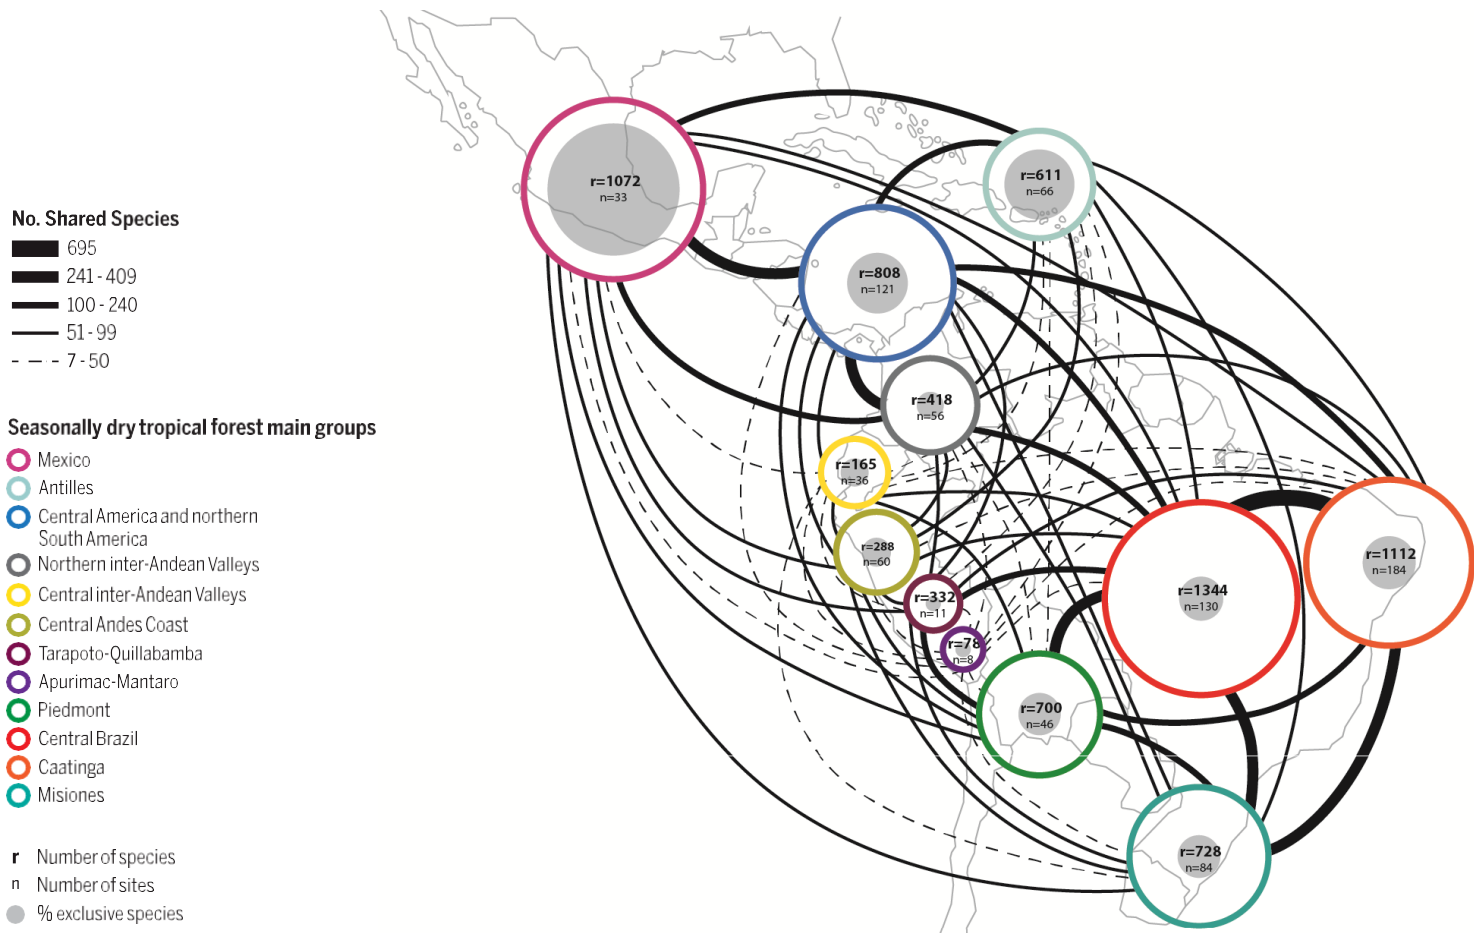 No. Shared Species
695
241 - 409
100 - 240
51 - 99
7 - 50
Seasonally dry tropical forest main groups
Mexico
Antilles
Central America and northern
South America
Northern inter-Andean Valleys
Central inter-Andean Valleys
Central Andes Coast
Tarapoto-Quillabamba
Apurimac-Mantaro
Piedmont
Central Brazil
Caatinga
Misiones
r Number of species
n Number of sites
% exclusive species
r=1072
n=33
r=611
n=66
r=808
n=121
r=418
n=56
r=165
n=36
r=288
n=60
r=332
n=11
r=78
n=8
r=700
n=46
r=1344
n=130
r=1112
n=184
r=728
n=84